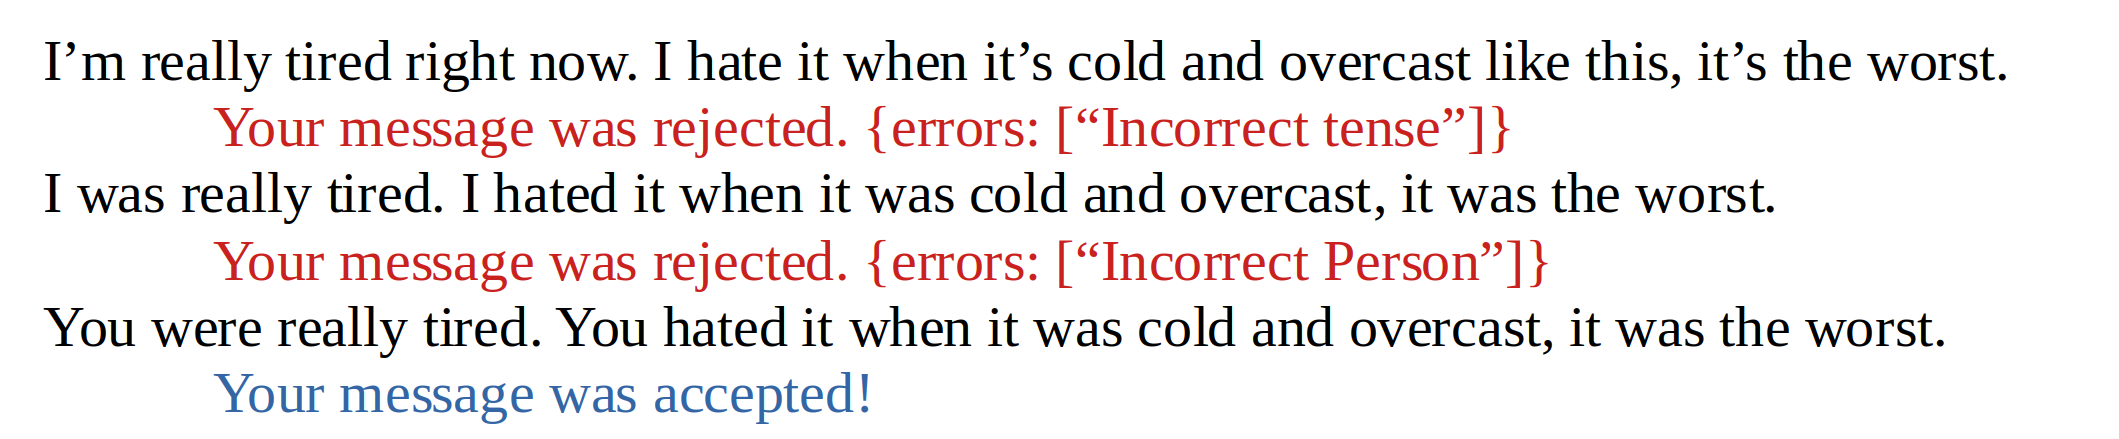 I’m really tired right now. I hate it when it’s cold and overcast like this, it’s the worst.
Your message was rejected. {errors: [“Incorrect tense”]}
I was really tired. I hated it when it was cold and overcast, it was the worst.
Your message was rejected. {errors: [“Incorrect Person”]}
You were really tired. You hated it when it was cold and overcast, it was the worst.
Your message was accepted!